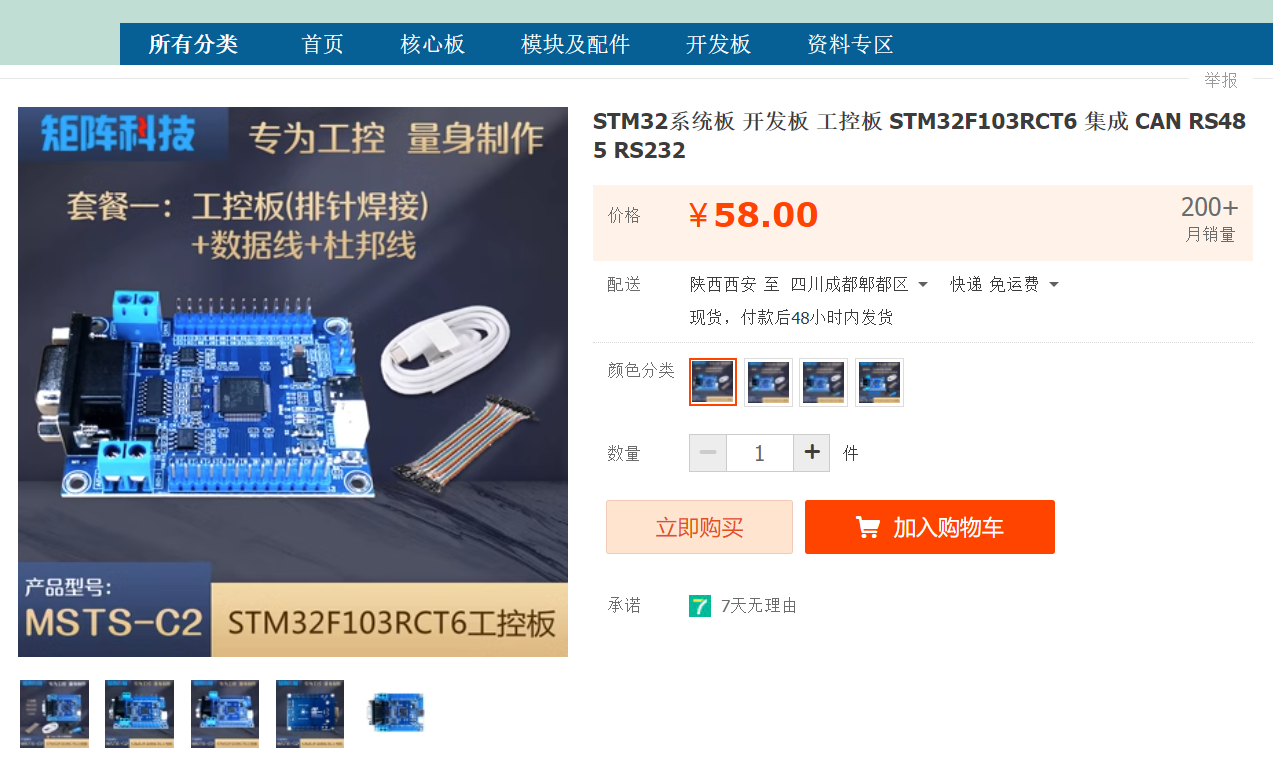 所有分类 首页 核心板 模块及配件 开发板 资料专区
举报
矩阵科技 专为工控 量身制作
套餐一：工控板(排针焊接)
+数据线+杜邦线
产品型号：
MSTS-C2 STM32F103RCT6工控板
STM32系统板 开发板 工控板 STM32F103RCT6 集成 CAN RS48
5 RS232
价格 ¥58.00 200+
月销量
配送 陕西西安 至 四川成都郫都区 快递 免运费
现货，付款后48小时内发货
颜色分类
数量 1 件
立即购买 加入购物车
承诺 7 7天无理由